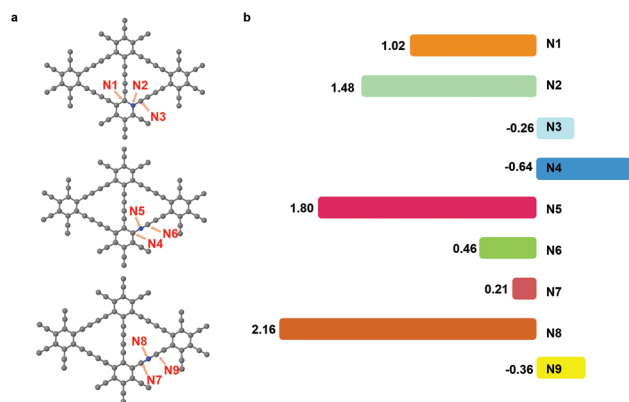 a
N1 N2
N3
N5
N6
N4
N8
N7 N9
b
1.02 N1
1.48 N2
-0.26 N3
-0.64 N4
1.80 N5
0.46 N6
0.21 N7
2.16 N8
-0.36 N9